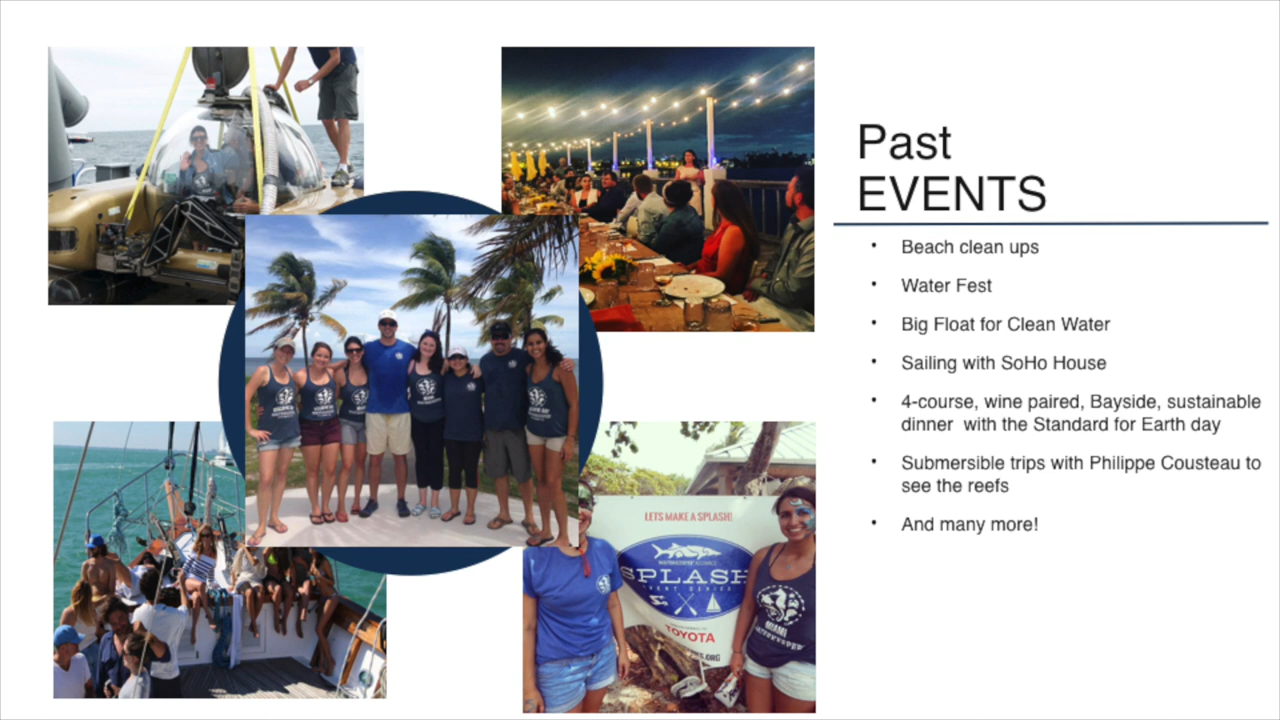 Past
EVENTS
• Beach clean ups
• Water Fest
• Big Float for Clean Water
• Sailing with SoHo House
• 4-course, wine paired, Bayside, sustainable
dinner  with the Standard for Earth day
• Submersible trips with Philippe Cousteau to
see the reefs
• And many more!
LETS MAKE A SPLASH!
SPLASH
TOYOTA
.ORG
MIAMI